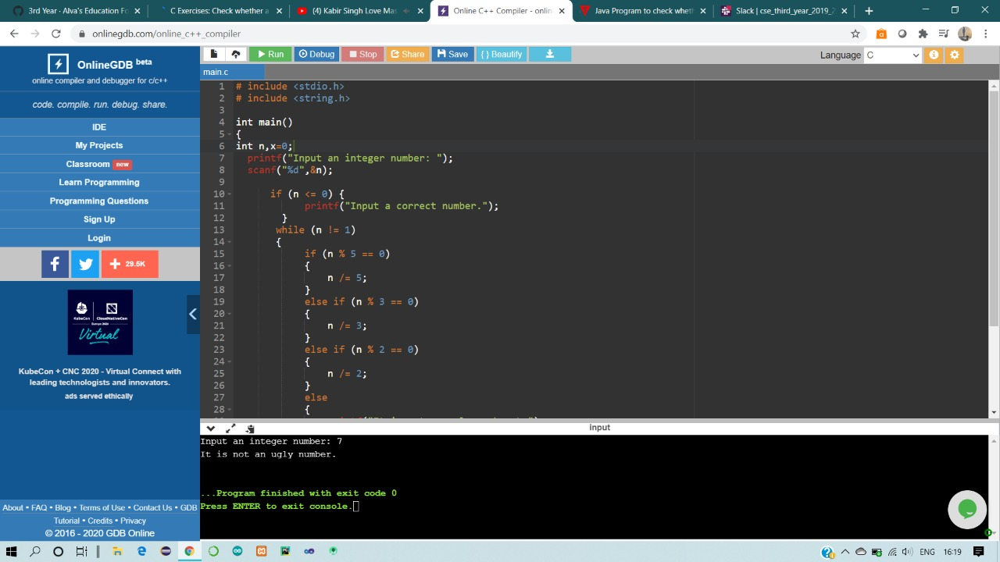 3rd Year - Alva's Education Fo
C Exercises: Check whether a
(4) Kabir Singh Love Mas
Online C++ Compiler - onlin
Java Program to check wheth
Slack | cse_third_year_2019_2
onlinegdb.com/online_c++_compiler
OnlineGDB beta
online compiler and debugger for c/c++
code. compile. run. debug. share.
IDE
My Projects
Classroom new
Learn Programming
Programming Questions
Sign Up
Login
f
+ 29.5K
KubeCon
CloudNativeCon
Europe 2020
Virtual
KubeCon + CNC 2020 - Virtual Connect with
leading technologists and innovators.
ads served ethically
About • FAQ • Blog • Terms of Use • Contact Us • GDB
Tutorial • Credits • Privacy
© 2016 - 2020 GDB Online
Run
Debug
Stop
Share
Save
{ } Beautify
Language C
main.c
1 # include <stdio.h>
2 # include <string.h>
3
4 int main()
5 {
6 int n,x=0;
7 printf("Input an integer number: ");
8 scanf("%d",&n);
9
10 if (n <= 0) {
11 printf("Input a correct number.");
12 }
13 while (n != 1)
14 {
15 if (n % 5 == 0)
16 {
17 n /= 5;
18 }
19 else if (n % 3 == 0)
20 {
21 n /= 3;
22 }
23 else if (n % 2 == 0)
24 {
25 n /= 2;
26 }
27 else
28 {
input
Input an integer number: 7
It is not an ugly number.
...Program finished with exit code 0
Press ENTER to exit console.
ENG
16:19